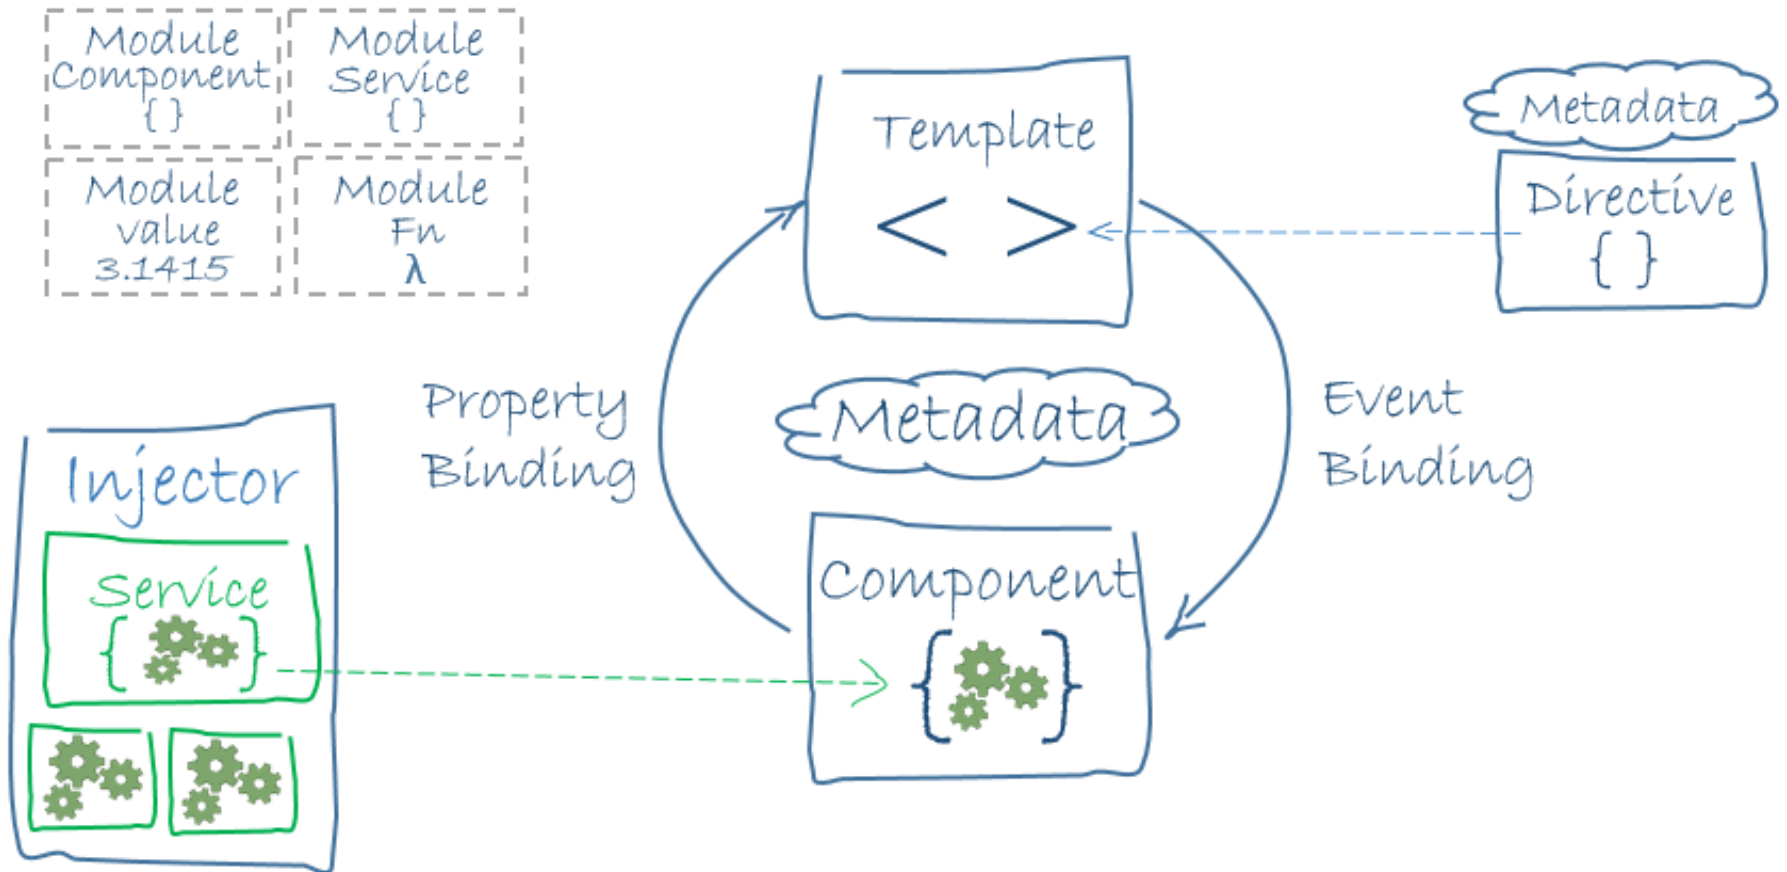 Module
Component
{ }
Module
Service
{ }
Module
value
3.1415
Module
Fn
λ
Template
< >
Metadata
Directive
{ }
Property
Binding
Metadata
Event
Binding
Injector
Service
{ }
Component
{ }